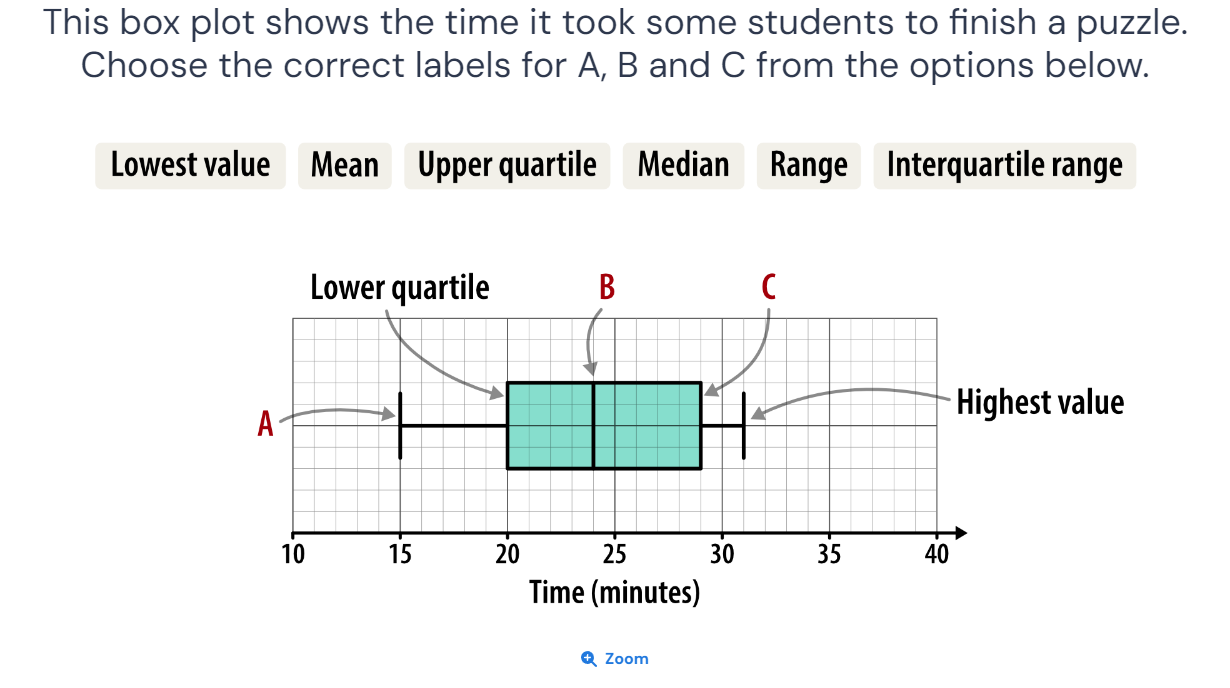 This box plot shows the time it took some students to finish a puzzle.
Choose the correct labels for A, B and C from the options below.
Lowest value Mean Upper quartile Median Range Interquartile range
Lower quartile B C
A Highest value
10 15 20 25 30 35 40
Time (minutes)
Zoom